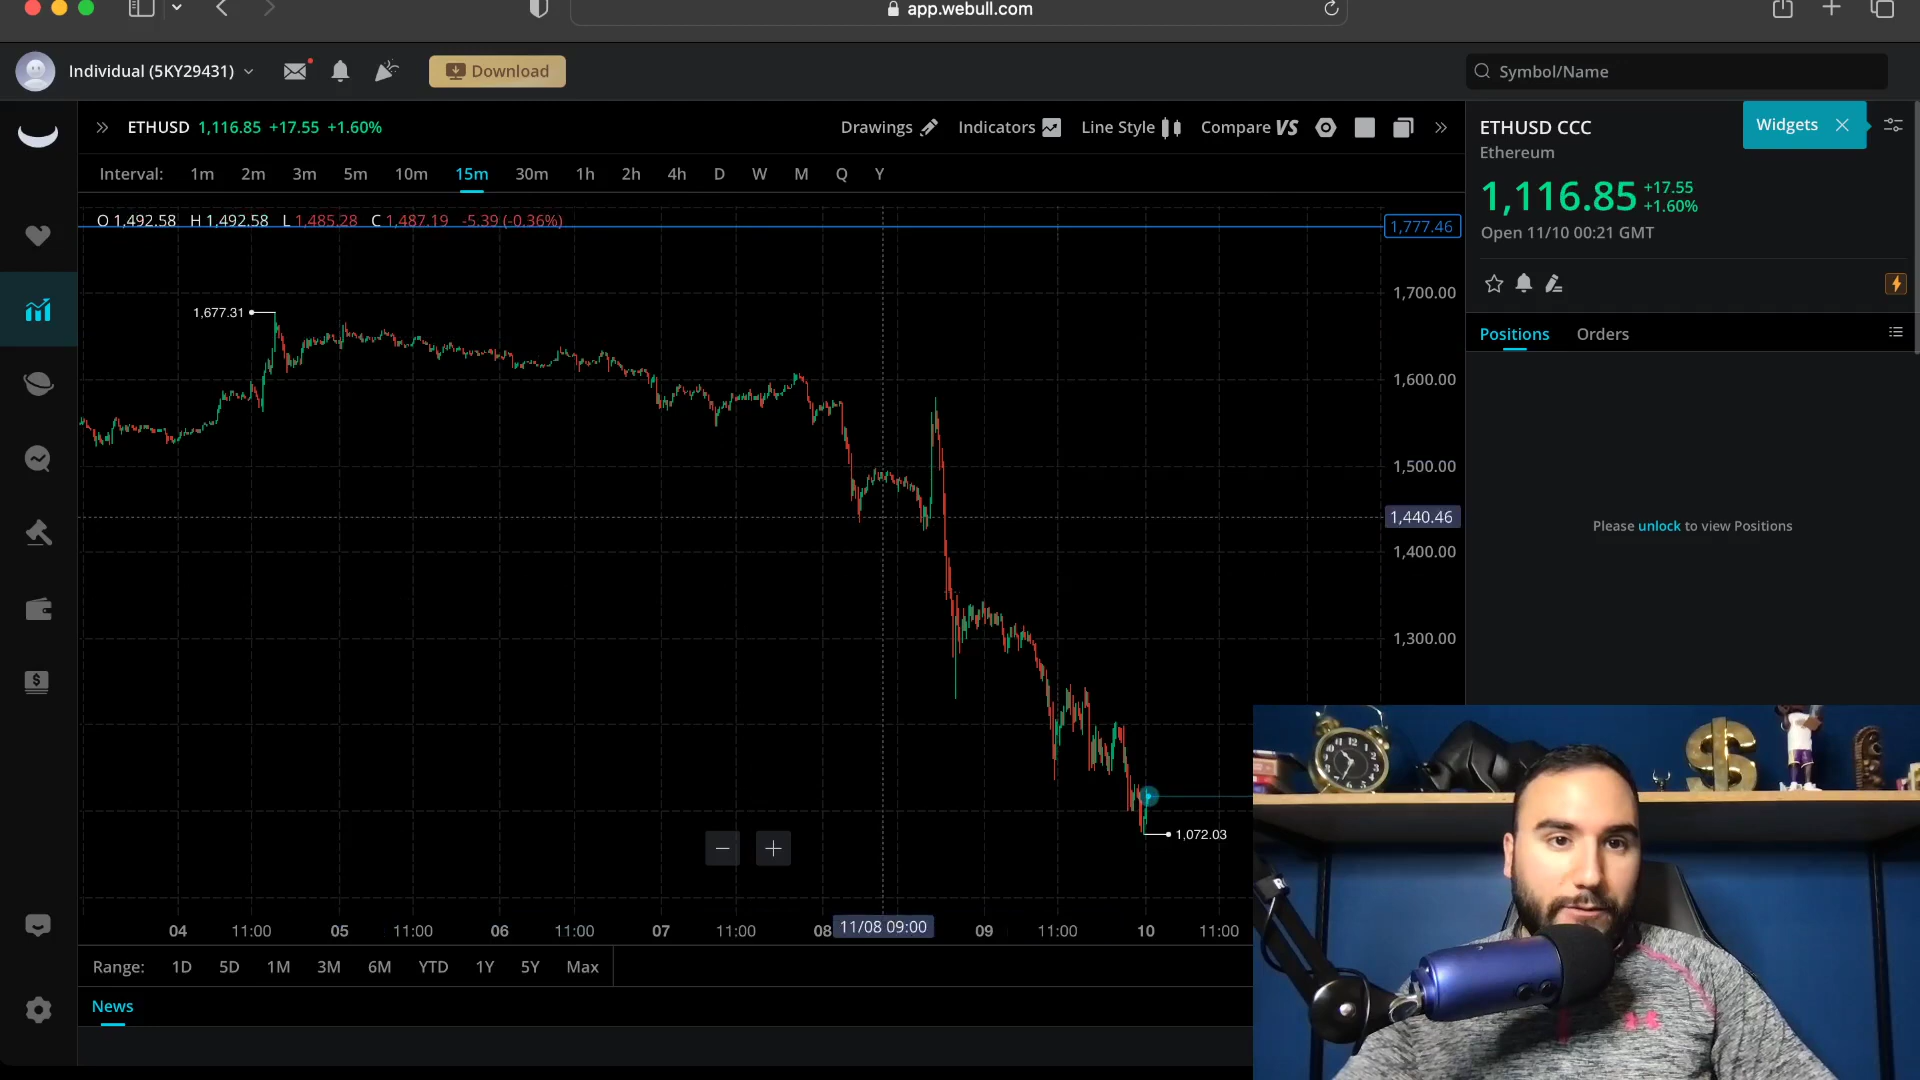 app.webull.com
Individual (5KY29431)
Download
Symbol/Name
ETHUSD 1,116.85 +17.55 +1.60%
Drawings Indicators Line Style Compare VS
Interval: 1m 2m 3m 5m 10m 15m 30m 1h 2h 4h D W M Q Y
O 1,492.58 H 1,492.58 L 1,485.28 C 1,487.19 -5.39 (-0.36%)
1,777.46
1,700.00
1,677.31
1,600.00
1,500.00
1,440.46
1,400.00
1,300.00
1,072.03
04 11:00 05 11:00 06 11:00 07 11:00 08 11/08 09:00 09 11:00 10 11:00
Range: 1D 5D 1M 3M 6M YTD 1Y 5Y Max
News
ETHUSD CCC
Widgets
Ethereum
1,116.85 +17.55
+1.60%
Open 11/10 00:21 GMT
Positions Orders
Please unlock to view Positions